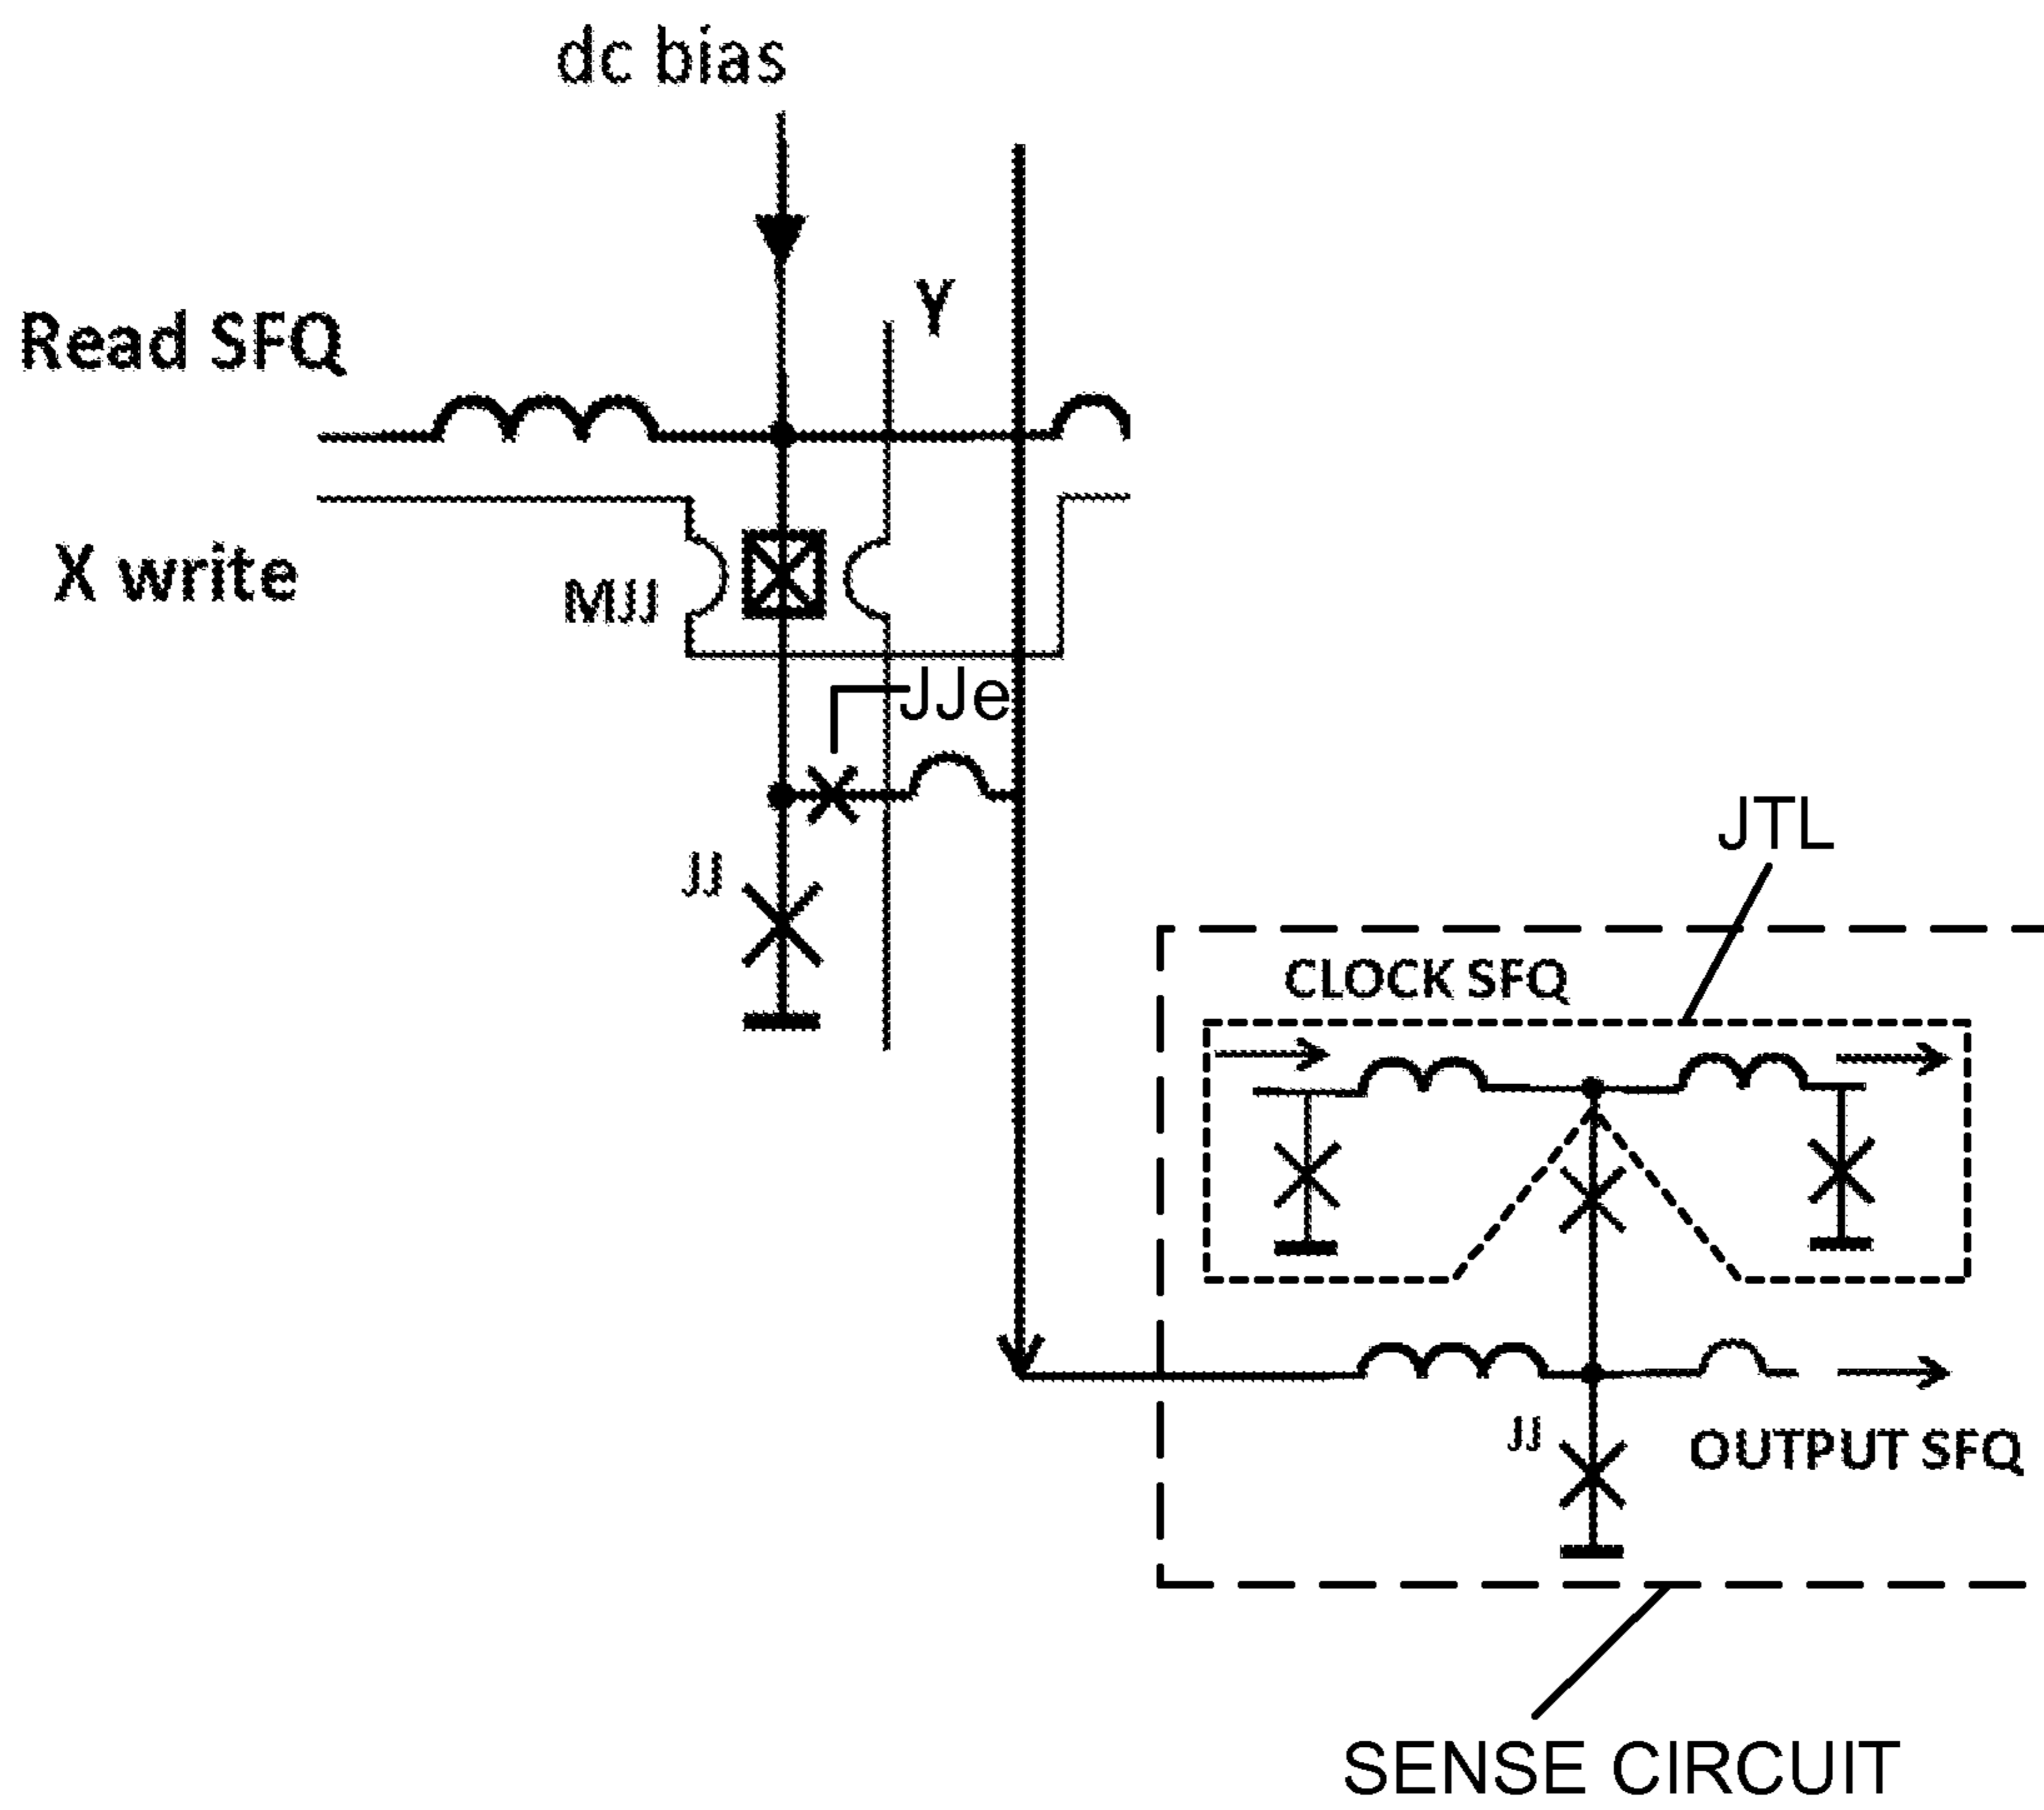 dc bias
Y
Read SFQ
X write
MJJ
JJe
JJ
JTL
CLOCK SFQ
JJ
OUTPUT SFQ
SENSE CIRCUIT